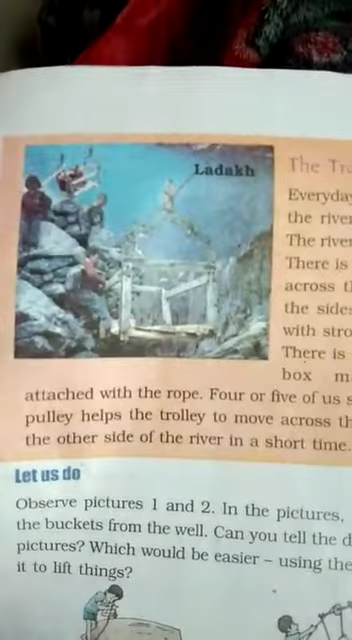 Ladakh
The Tro
Everyday
the river
The river
There is
across t
the side
with stro
There is
box m
attached with the rope. Four or five of us s
pulley helps the trolley to move across th
the other side of the river in a short time.
Let us do
Observe pictures 1 and 2. In the pictures,
the buckets from the well. Can you tell the d
pictures? Which would be easier – using the
it to lift things?